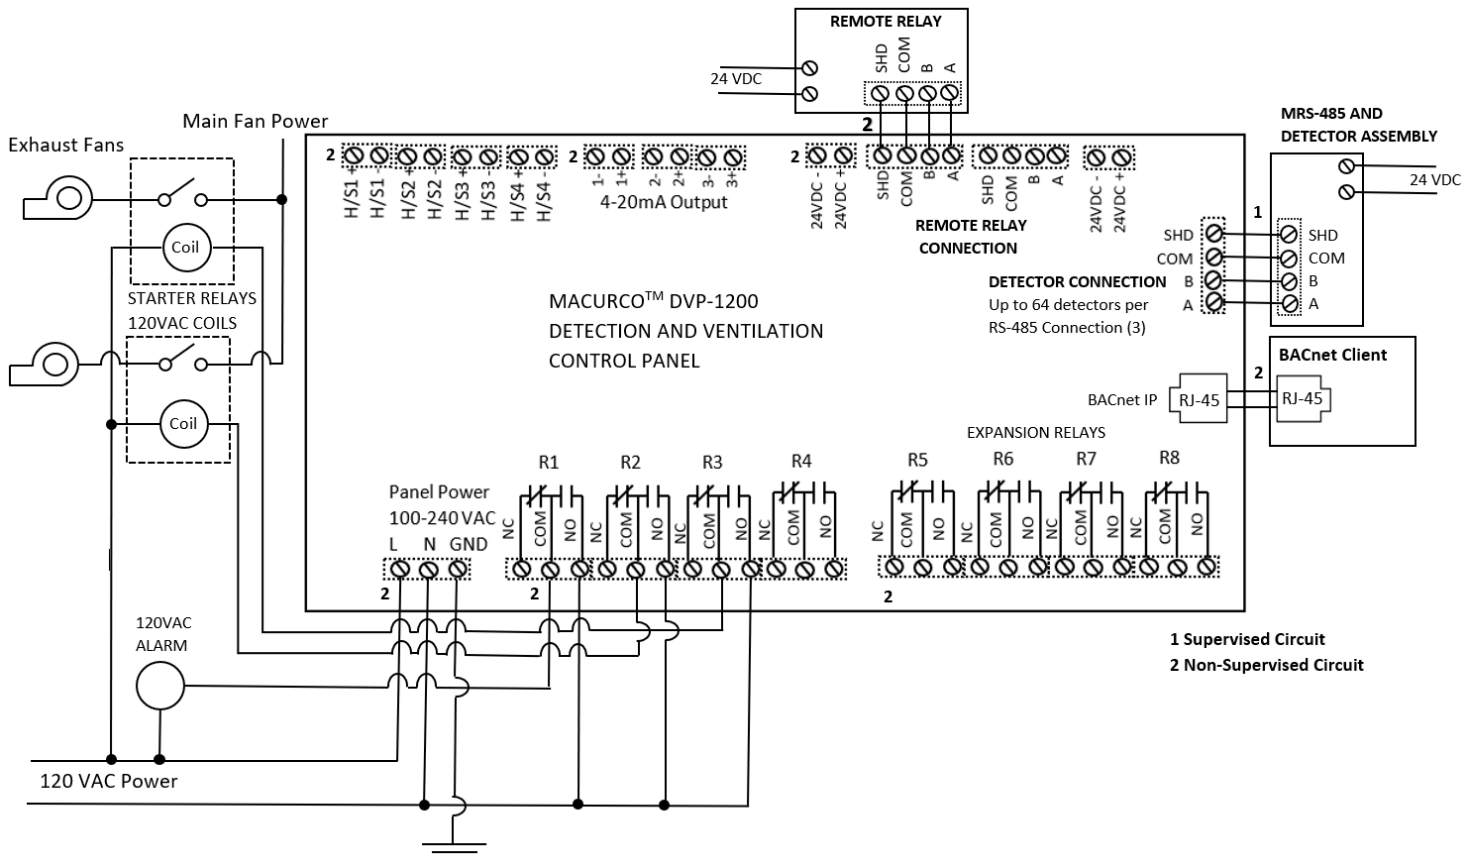 REMOTE RELAY
SHD
COM
B
A
24 VDC
2
Main Fan Power
Exhaust Fans
MRS-485 AND
DETECTOR ASSEMBLY
24 VDC
2
H/S1 +
H/S1 -
H/S2 +
H/S2 -
H/S3 +
H/S3 -
H/S4 +
H/S4 -
2
1-
1+
2-
2+
3-
3+
4-20mA Output
2
24VDC -
24VDC +
SHD
COM
B
A
SHD
COM
B
A
24VDC -
24VDC +
REMOTE RELAY
CONNECTION
1
SHD
COM
B
A
SHD
COM
B
A
DETECTOR CONNECTION
Up to 64 detectors per
RS-485 Connection (3)
Coil
STARTER RELAYS
120VAC COILS
Coil
MACURCO™ DVP-1200
DETECTION AND VENTILATION
CONTROL PANEL
BACnet Client
2
BACnet IP
RJ-45
RJ-45
EXPANSION RELAYS
R1
R2
R3
R4
R5
R6
R7
R8
Panel Power
100-240 VAC
L
N
GND
NC
COM
NO
NC
COM
NO
NC
COM
NO
NC
COM
NO
NC
COM
NO
NC
COM
NO
NC
COM
NO
NC
COM
NO
2
2
2
120VAC
ALARM
1 Supervised Circuit
2 Non-Supervised Circuit
120 VAC Power